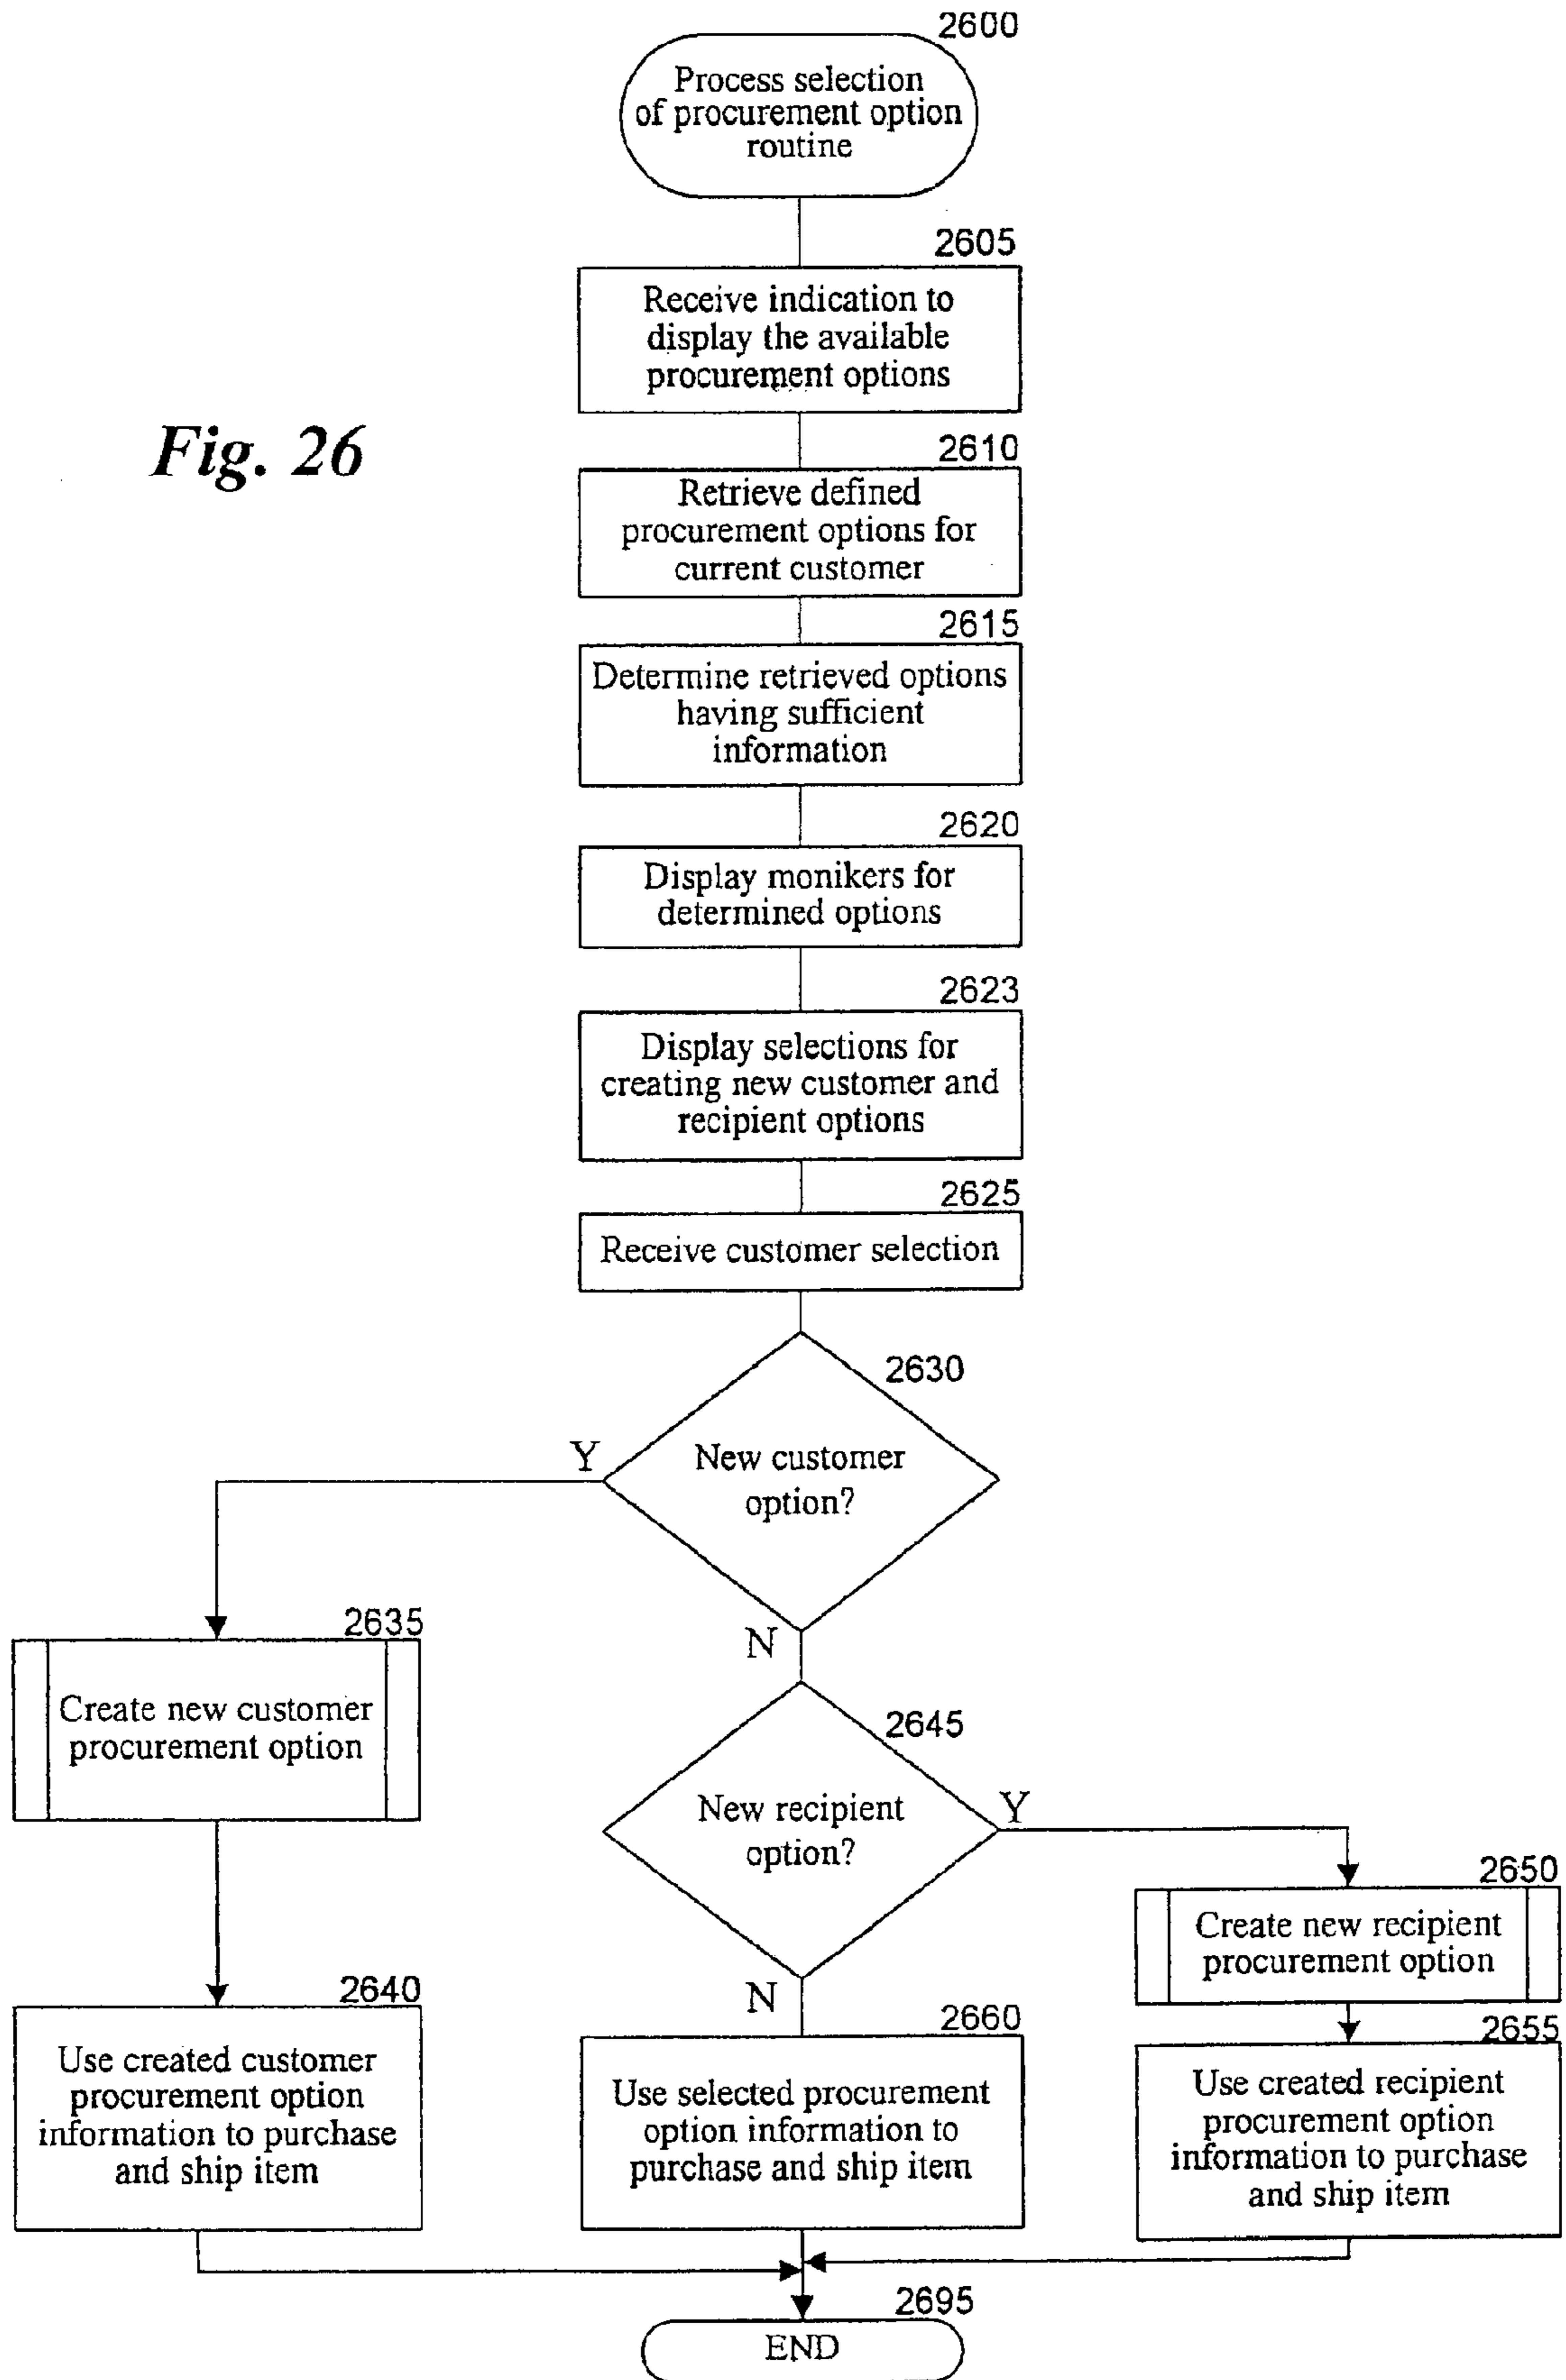 2600
Process selection
of procurement option
routine
2605
Receive indication to
display the available
procurement options
Fig. 26
2610
Retrieve defined
procurement options for
current customer
2615
Determine retrieved options
having sufficient
information
2620
Display monikers for
determined options
2623
Display selections for
creating new customer and
recipient options
2625
Receive customer selection
2630
New customer
option?
Y
N
2635
Create new customer
procurement option
2645
New recipient
option?
Y
N
2650
Create new recipient
procurement option
2640
Use created customer
procurement option
information to purchase
and ship item
2660
Use selected procurement
option information to
purchase and ship item
2655
Use created recipient
procurement option
information to purchase
and ship item
2695
END